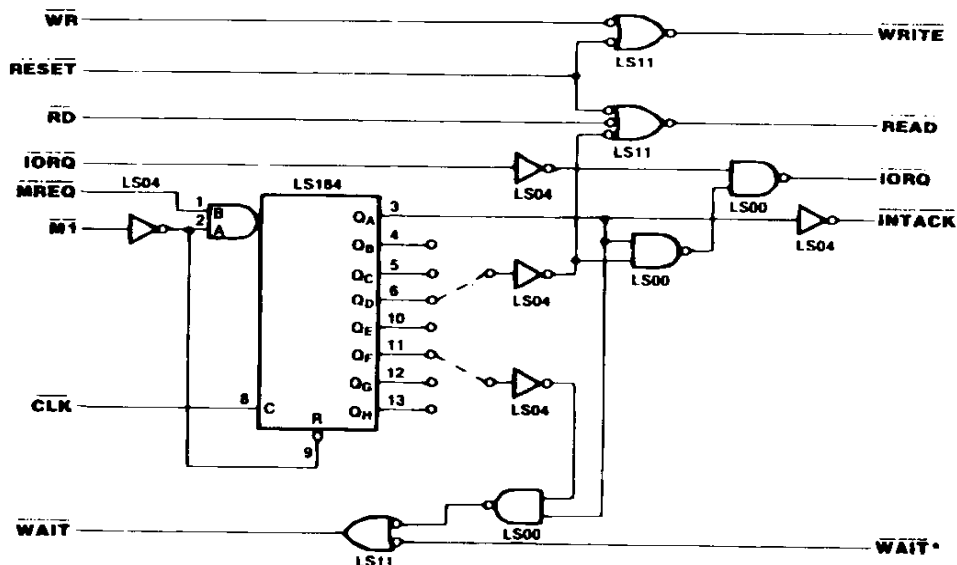 WR
WRITE
LS11
RESET
RD
READ
LS11
IORQ
LS04
IORQ
LS00
MREQ
LS04
LS164
1 B
2 A
M1
QA 3
QB 4
QC 5
QD 6
QE 10
QF 11
QG 12
QH 13
INTACK
LS04
LS00
LS04
LS04
CLK
8 C
R
9
LS00
WAIT
LS11
WAIT*